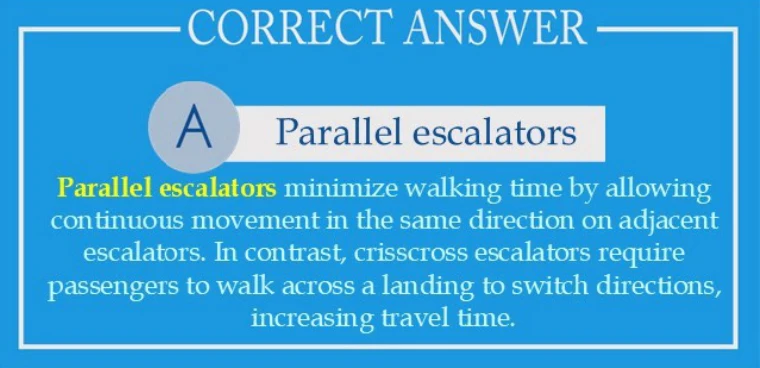 CORRECT ANSWER
A
Parallel escalators
Parallel escalators minimize walking time by allowing
continuous movement in the same direction on adjacent
escalators. In contrast, crisscross escalators require
passengers to walk across a landing to switch directions,
increasing travel time.